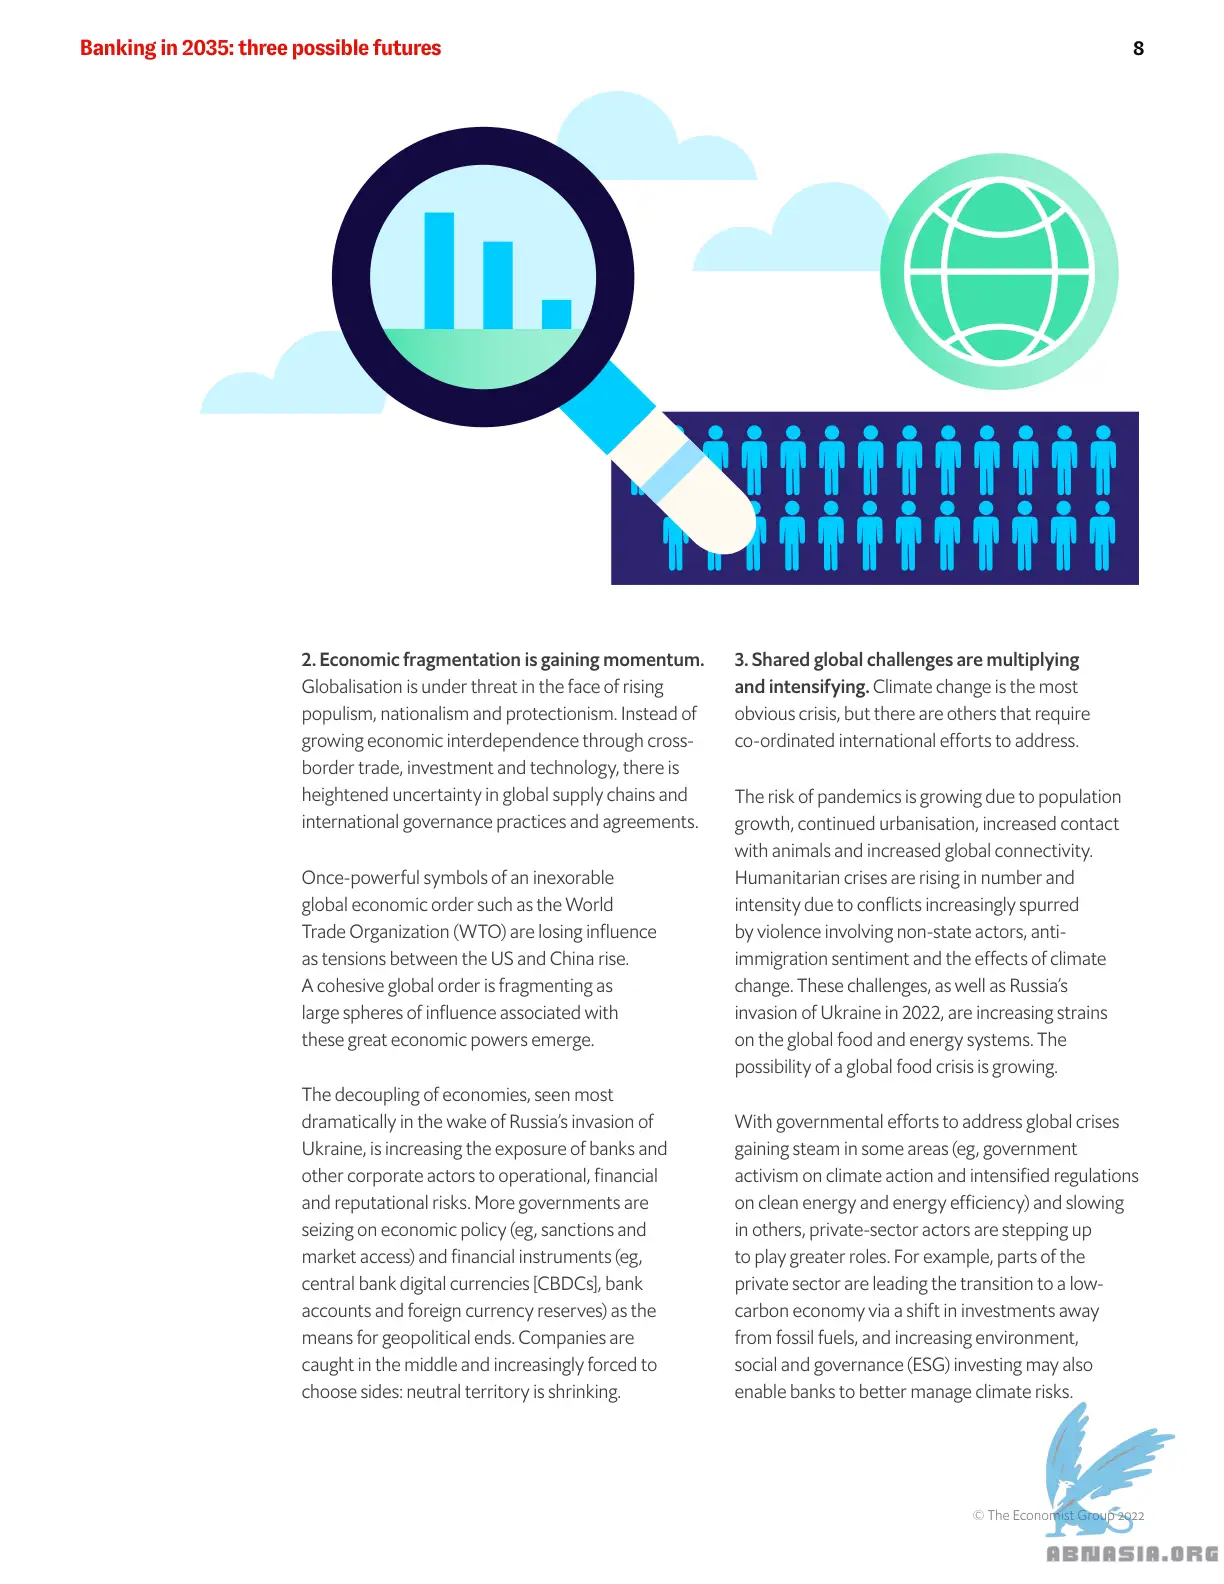 Banking in 2035: three possible futures
8
2. Economic fragmentation is gaining momentum.
Globalisation is under threat in the face of rising
populism, nationalism and protectionism. Instead of
growing economic interdependence through cross-
border trade, investment and technology, there is
heightened uncertainty in global supply chains and
international governance practices and agreements.
Once-powerful symbols of an inexorable
global economic order such as the World
Trade Organization (WTO) are losing influence
as tensions between the US and China rise.
A cohesive global order is fragmenting as
large spheres of influence associated with
these great economic powers emerge.
The decoupling of economies, seen most
dramatically in the wake of Russia’s invasion of
Ukraine, is increasing the exposure of banks and
other corporate actors to operational, financial
and reputational risks. More governments are
seizing on economic policy (eg, sanctions and
market access) and financial instruments (eg,
central bank digital currencies [CBDCs], bank
accounts and foreign currency reserves) as the
means for geopolitical ends. Companies are
caught in the middle and increasingly forced to
choose sides: neutral territory is shrinking.
3. Shared global challenges are multiplying
and intensifying. Climate change is the most
obvious crisis, but there are others that require
co-ordinated international efforts to address.
The risk of pandemics is growing due to population
growth, continued urbanisation, increased contact
with animals and increased global connectivity.
Humanitarian crises are rising in number and
intensity due to conflicts increasingly spurred
by violence involving non-state actors, anti-
immigration sentiment and the effects of climate
change. These challenges, as well as Russia’s
invasion of Ukraine in 2022, are increasing strains
on the global food and energy systems. The
possibility of a global food crisis is growing.
With governmental efforts to address global crises
gaining steam in some areas (eg, government
activism on climate action and intensified regulations
on clean energy and energy efficiency) and slowing
in others, private-sector actors are stepping up
to play greater roles. For example, parts of the
private sector are leading the transition to a low-
carbon economy via a shift in investments away
from fossil fuels, and increasing environment,
social and governance (ESG) investing may also
enable banks to better manage climate risks.
© The Economist Group 2022
ABNASIA.ORG